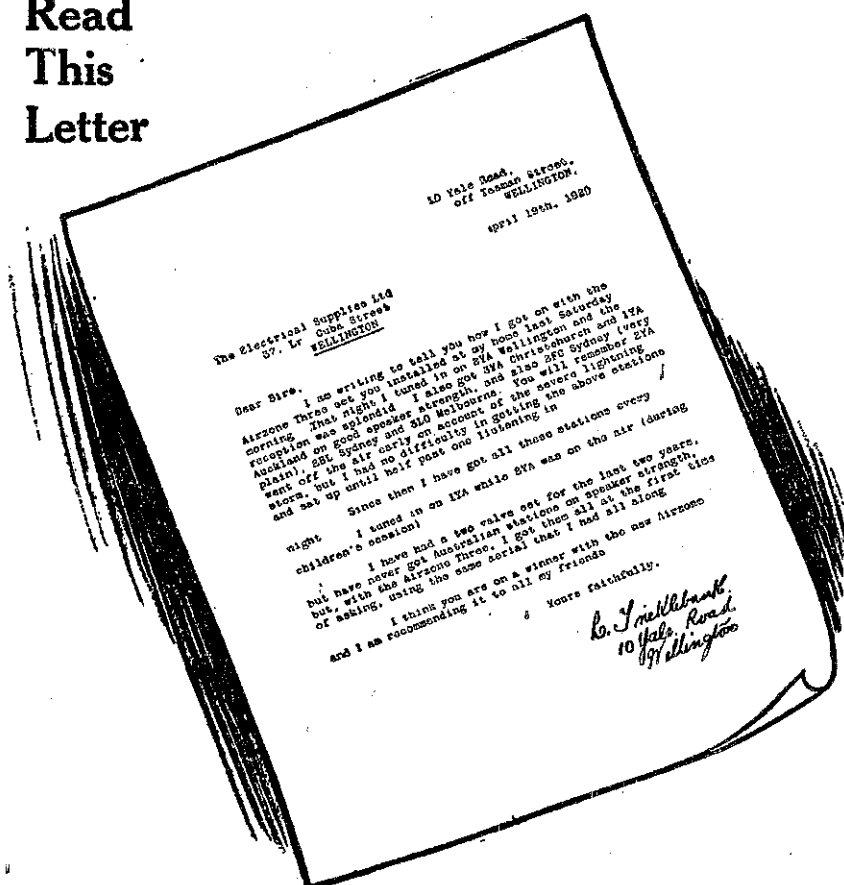 Read
This
Letter
10 Yale Road,
off Tasman Street.
WELLINGTON.
April 19th, 1929
The Electrical Supplies Ltd
37. Lr Cuba Street
WELLINGTON
Dear Sirs,
I am writing to tell you how I got on with the
Airzone Three set you installed at my home last Saturday
morning. That night I tuned in on 2YA Wellington and the
reception was splendid. I also got 3YA Christchurch and 1YA
Auckland on good speaker strength, and also 2FC Sydney (very
plain), 2BL Sydney and 3LO Melbourne. You will remember 2YA
went off the air early on account of the severe lightning
storm, but I had no difficulty in getting the above stations
and sat up until half past one listening in
Since then I have got all these stations every
night
I tuned in on 1YA while 2YA was on the air (during
children's session)
I have had a two valve set for the last two years,
but have never got Australian stations on speaker strength,
but, with the Airzone Three, I got them all at the first time
of asking, using the same aerial that I had all along
I think you are on a winner with the new Airzone
and I am recommending it to all my friends
Yours faithfully,
10 Yale Road
Wellington